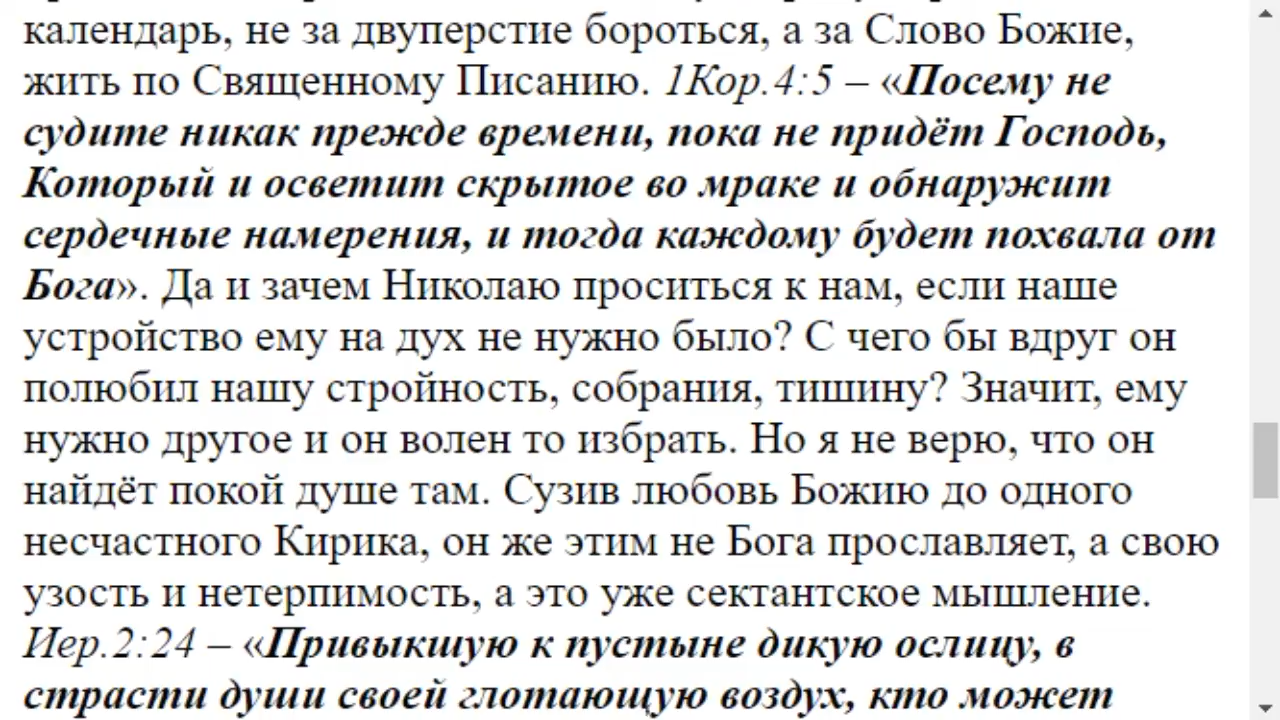 календарь, не за двуперстие бороться, а за Слово Божие,
жить по Священному Писанию. 1Кор.4:5 – «Посему не
судите никак прежде времени, пока не придёт Господь,
Который и осветит скрытое во мраке и обнаружит
сердечные намерения, и тогда каждому будет похвала от
Бога». Да и зачем Николаю проситься к нам, если наше
устройство ему на дух не нужно было? С чего бы вдруг он
полюбил нашу стройность, собрания, тишину? Значит, ему
нужно другое и он волен то избрать. Но я не верю, что он
найдёт покой душе там. Сузив любовь Божию до одного
несчастного Кирика, он же этим не Бога прославляет, а свою
узость и нетерпимость, а это уже сектантское мышление.
Иер.2:24 – «Привыкшую к пустыне дикую ослицу, в
страсти души своей глотающую воздух, кто может